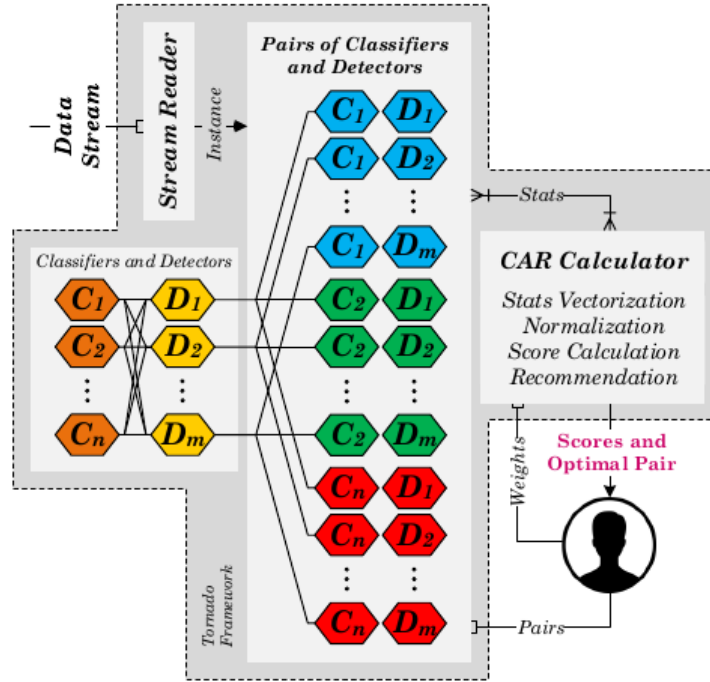 Data
Stream
Stream Reader
Instance
Pairs of Classifiers
and Detectors
C1 D1
C1 D2
C1 Dm
C2 D1
C2 D2
C2 Dm
Cn D1
Cn D2
Cn Dm
Classifiers and Detectors
C1 D1
C2 D2
Cn Dm
Tornado
Framework
Stats
CAR Calculator
Stats Vectorization
Normalization
Score Calculation
Recommendation
Weights
Scores and
Optimal Pair
Pairs